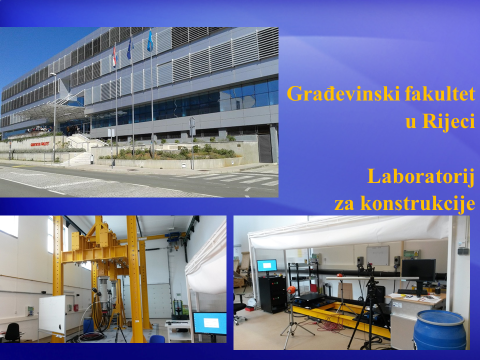 Građevinski fakultet
u Rijeci
Laboratorij
za konstrukcije